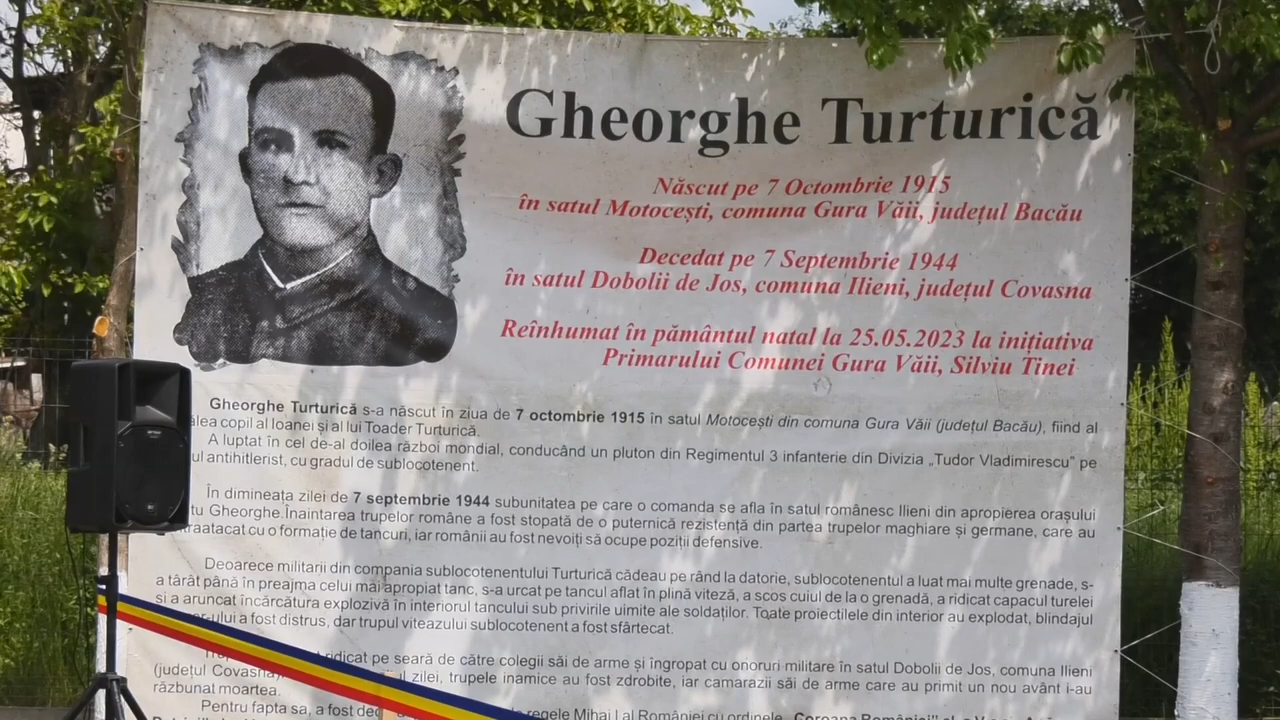 Gheorghe Turturică
Născut pe 7 Octombrie 1915
în satul Motocești, comuna Gura Văii, județul Bacău
Decedat pe 7 Septembrie 1944
în satul Dobolii de Jos, comuna Ilieni, județul Covasna
Reînhumat în pământul natal la 25.05.2023 la inițiativa
Primarului Comunei Gura Văii, Silviu Tinei
Gheorghe Turturică s-a născut în ziua de 7 octombrie 1915 în satul Motocești din comuna Gura Văii (județul Bacău), fiind al
lea copil al Ioanei și al lui Toader Turturică.
A luptat în cel de-al doilea război mondial, conducând un pluton din Regimentul 3 infanterie din Divizia „Tudor Vladimirescu" pe
ul antihitlerist, cu gradul de sublocotenent.
În dimineața zilei de 7 septembrie 1944 subunitatea pe care o comanda se afla în satul românesc Ilieni din apropierea orașului
tu Gheorghe. Înaintarea trupelor române a fost stopată de o puternică rezistență din partea trupelor maghiare și germane, care au
traatacat cu o formație de tancuri, iar românii au fost nevoiți să ocupe poziții defensive.
Deoarece militarii din compania sublocotenentului Turturică cădeau pe rând la datorie, sublocotenentul a luat mai multe grenade, s-
a târât până în preajma celui mai apropiat tanc, s-a urcat pe tancul aflat în plină viteză, a scos cuiul de la o grenadă, a ridicat capacul turelei
și a aruncat încărcătura explozivă în interiorul tancului sub privirile uimite ale soldaților. Toate proiectilele din interior au explodat, blindajul
-ului a fost distrus, dar trupul viteazului sublocotenent a fost sfârtecat.
ridicat pe seară de către colegii săi de arme și îngropat cu onoruri militare în satul Dobolii de Jos, comuna Ilieni
(județul Covasna) zilei, trupele inamice au fost zdrobite, iar camarazii săi de arme care au primit un nou avânt i-au
răzbunat moartea.
Pentru fapta sa, a fost dec regele Mihai I al României cu ordinele „Coroana României"